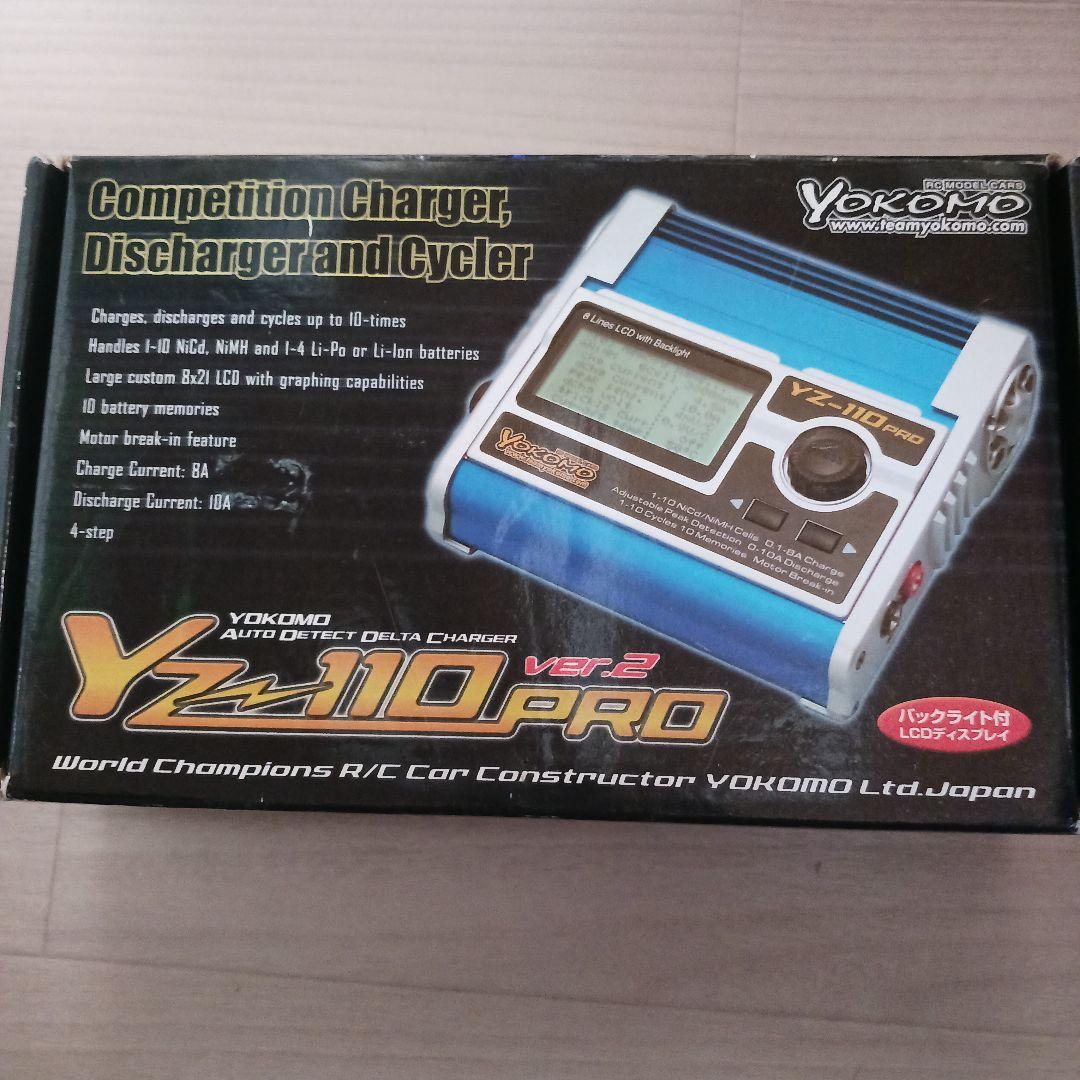 Competition Charger,
Discharger and Cycler
RC MODEL CARS
YOKOMO
www.teamyokomo.com
Charges, discharges and cycles up to 10-times
Handles 1-10 NiCd, NiMH and 1-4 Li-Po or Li-Ion batteries
Large custom 8x21 LCD with graphing capabilities
10 battery memories
Motor break-in feature
Charge Current: 8A
Discharge Current: 10A
4-step
8 Lines LCD with Backlight
YZ-110 PRO
YOKOMO
1-10 NiCd/NiMH Cells 0.1-8A Charge
Adjustable Peak Detection 0-10A Discharge
1-10 Cycles 10 Memories Motor Break-in
YOKOMO
AUTO DETECT DELTA CHARGER
YZ-110 PRO ver.2
バックライト付
LCDディスプレイ
World Champions R/C Car Constructor YOKOMO Ltd.Japan